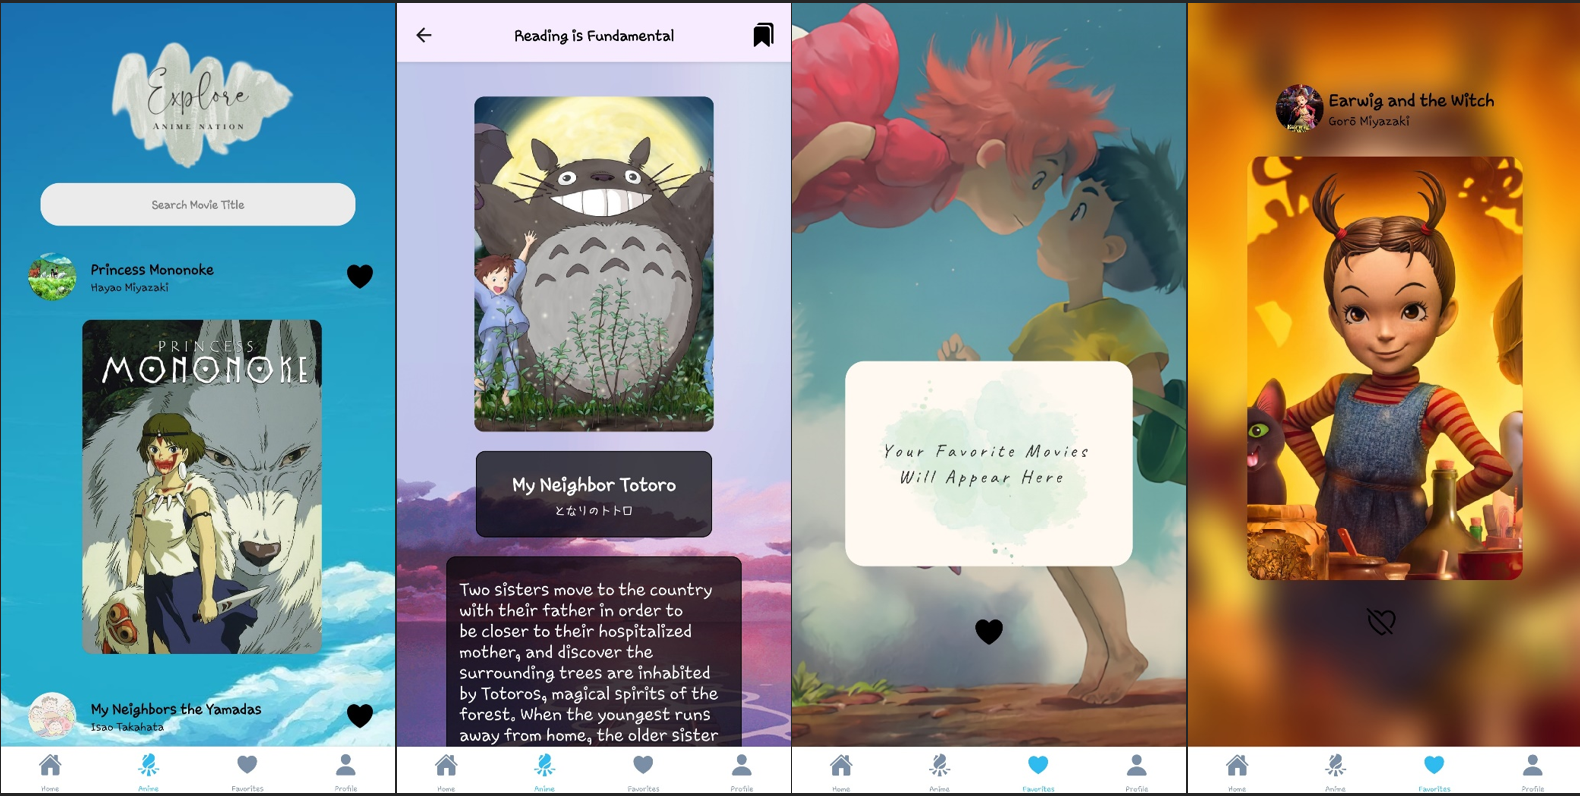 Explore
ANIME NATION
Search Movie Title
Princess Mononoke
Hayao Miyazaki
PRINCESS
MONONOKE
My Neighbors the Yamadas
Isao Takahata
Home
Anime
Favorites
Profile
Reading is Fundamental
My Neighbor Totoro
となりのトトロ
Two sisters move to the country
with their father in order to
be closer to their hospitalized
mother, and discover the
surrounding trees are inhabited
by Totoros, magical spirits of the
forest. When the youngest runs
away from home, the older sister
Home
Anime
Favorites
Profile
Your Favorite Movies
Will Appear Here
Home
Anime
Favorites
Profile
Earwig and the Witch
Gorō Miyazaki
Home
Anime
Favorites
Profile